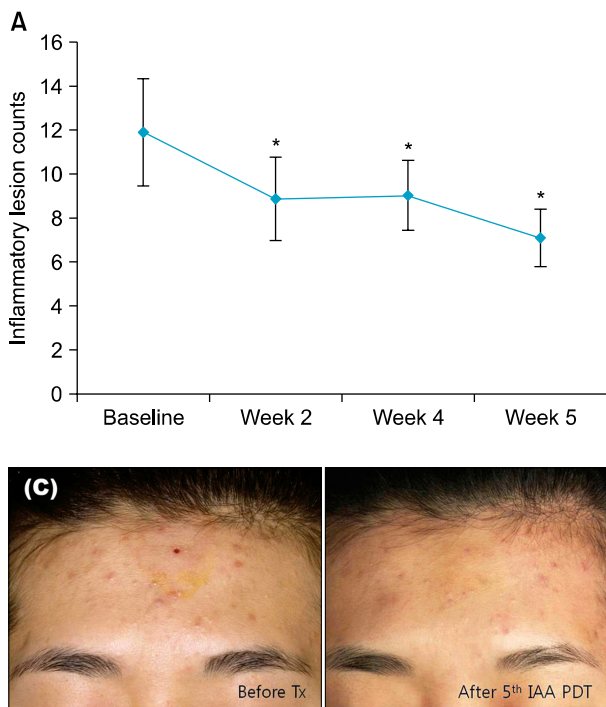 A
Inflammatory lesion counts
16
14
12
10
8
6
4
2
0
*
*
*
Baseline
Week 2
Week 4
Week 5
(C)
Before Tx
After 5th IAA PDT